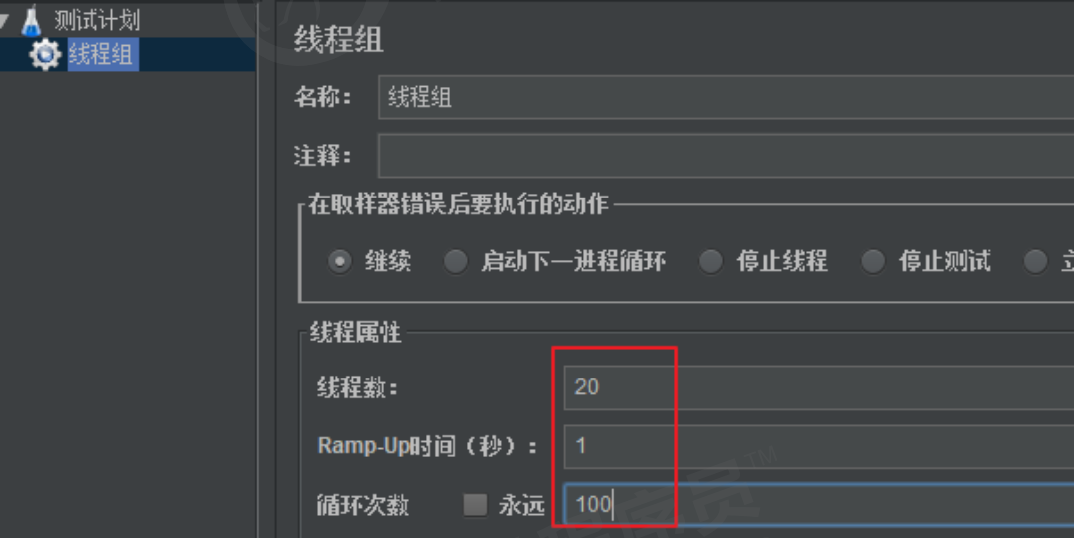 测试计划
线程组
线程组
名称: 线程组
注释:
在取样器错误后要执行的动作
继续 启动下一进程循环 停止线程 停止测试 立
线程属性
线程数: 20
Ramp-Up时间(秒): 1
循环次数 永远 100